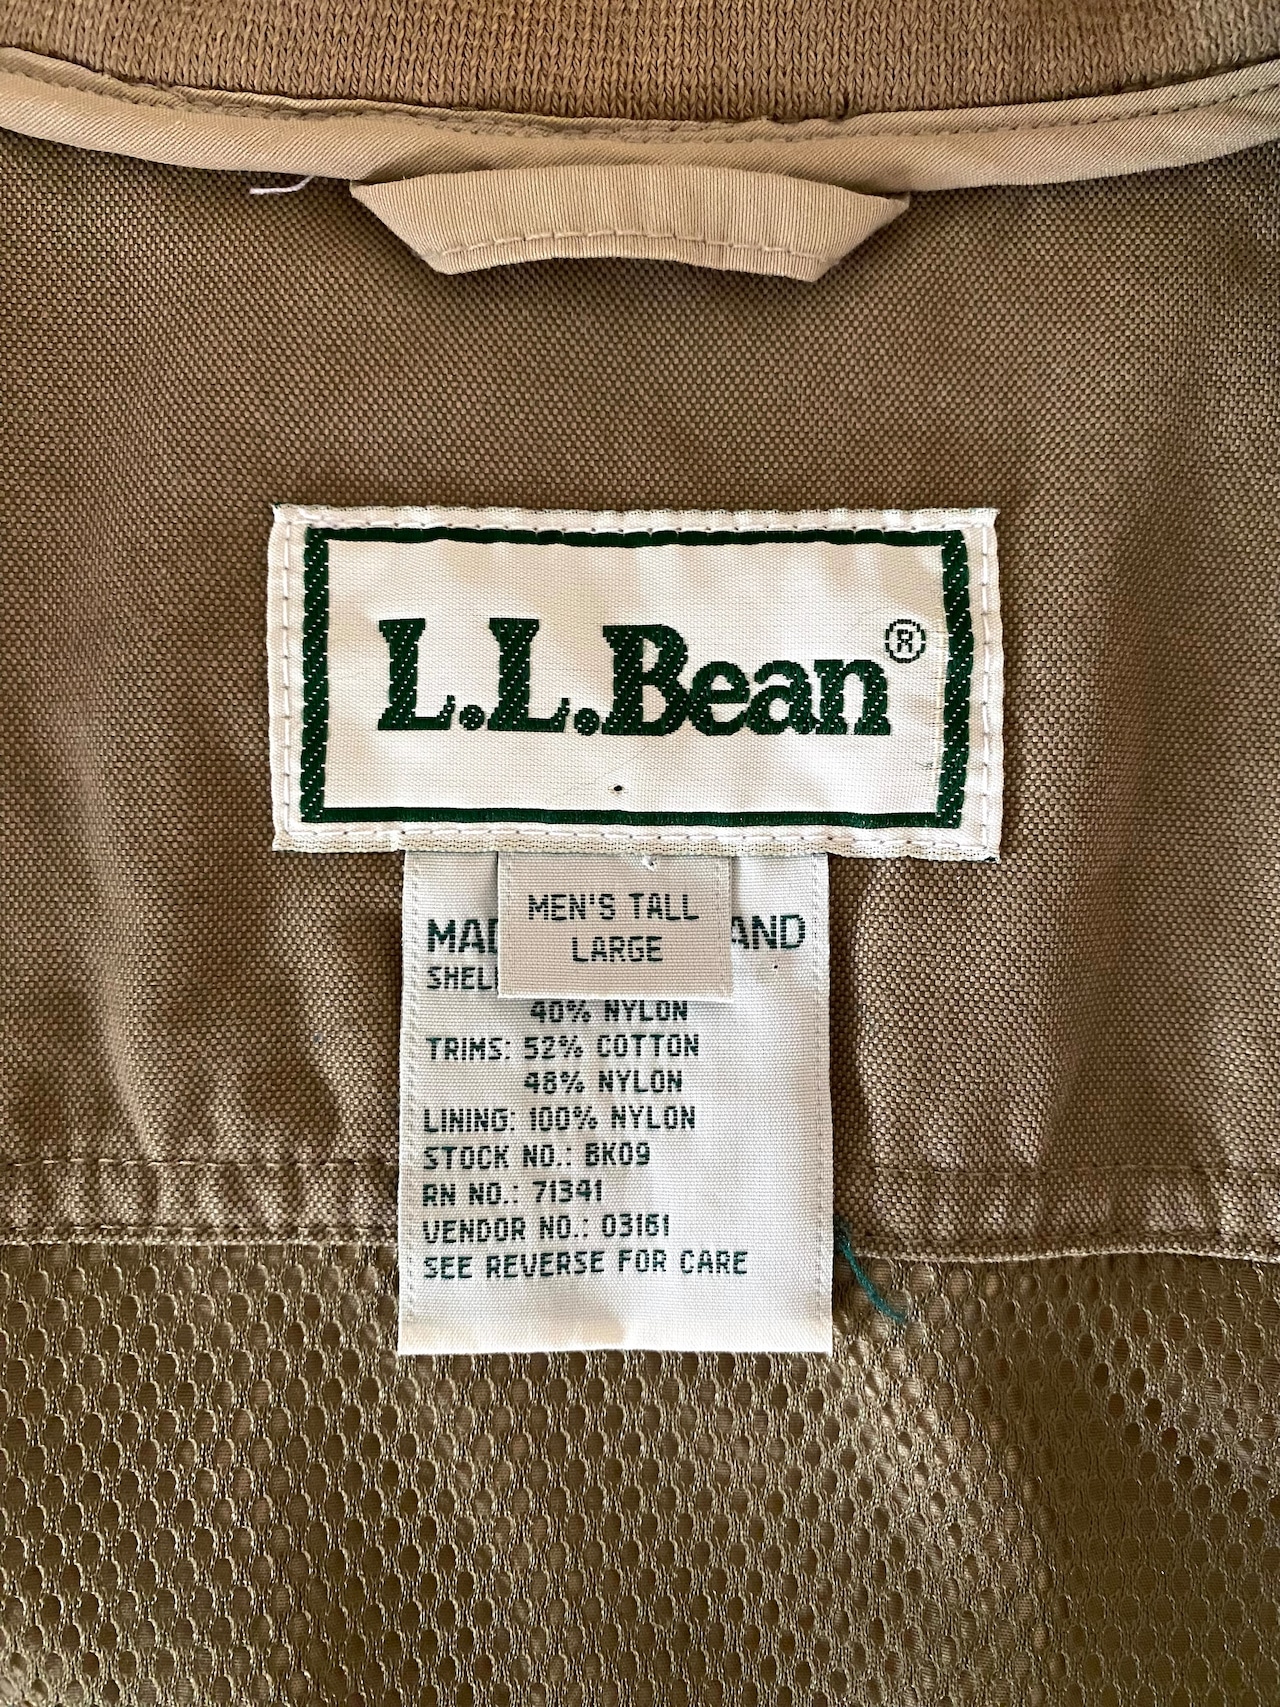 L.L.Bean®
MEN'S TALL
LARGE
MAD AND
SHEL
40% NYLON
TRIMS: 52% COTTON
48% NYLON
LINING: 100% NYLON
STOCK NO.: BK09
RN NO.: 71341
VENDOR NO.: 03161
SEE REVERSE FOR CARE